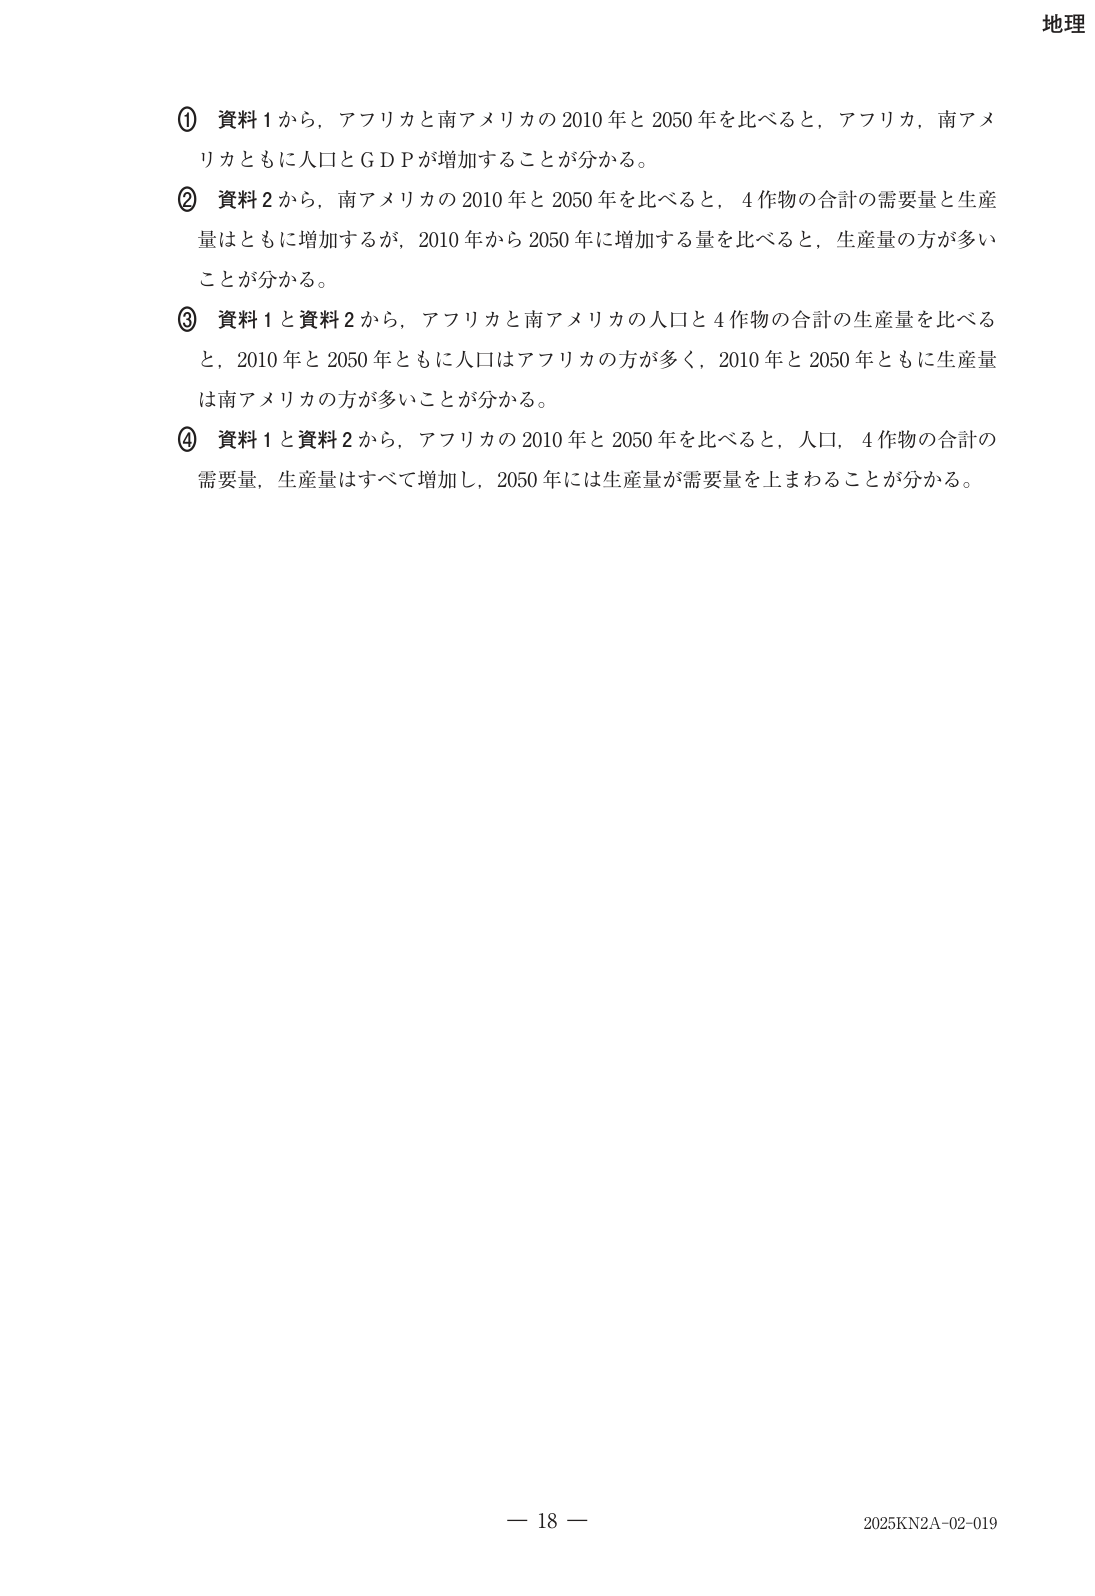 地理
① 資料1から，アフリカと南アメリカの 2010 年と 2050 年を比べると，アフリカ，南アメ
リカともに人口とＧＤＰが増加することが分かる。
② 資料2から，南アメリカの 2010 年と 2050 年を比べると，４作物の合計の需要量と生産
量はともに増加するが，2010 年から 2050 年に増加する量を比べると，生産量の方が多い
ことが分かる。
③ 資料1と資料2から，アフリカと南アメリカの人口と４作物の合計の生産量を比べる
と，2010 年と 2050 年ともに人口はアフリカの方が多く，2010 年と 2050 年ともに生産量
は南アメリカの方が多いことが分かる。
④ 資料1と資料2から，アフリカの 2010 年と 2050 年を比べると，人口，４作物の合計の
需要量，生産量はすべて増加し，2050 年には生産量が需要量を上まわることが分かる。
— 18 —
2025KN2A-02-019